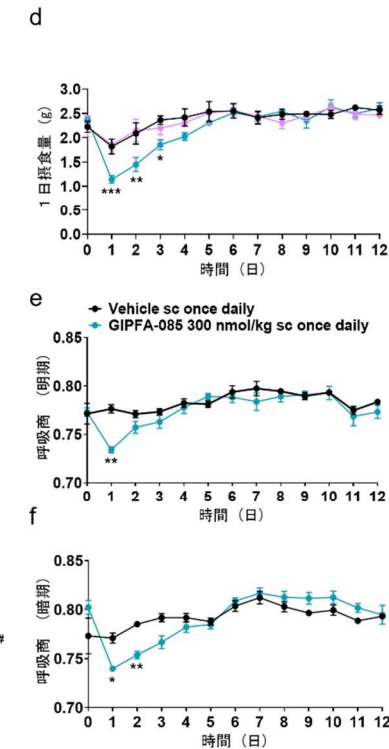 d
1日摂食量 (g)
3.0
2.5
2.0
1.5
1.0
0.5
0.0
*** ** *
0 1 2 3 4 5 6 7 8 9 10 11 12
時間（日）
e
Vehicle sc once daily
GIPFA-085 300 nmol/kg sc once daily
呼吸商 （明期）
0.85
0.80
0.75
0.70
**
0 1 2 3 4 5 6 7 8 9 10 11 12
時間（日）
f
呼吸商 （暗期）
0.85
0.80
0.75
0.70
#
* **
0 1 2 3 4 5 6 7 8 9 10 11 12
時間（日）